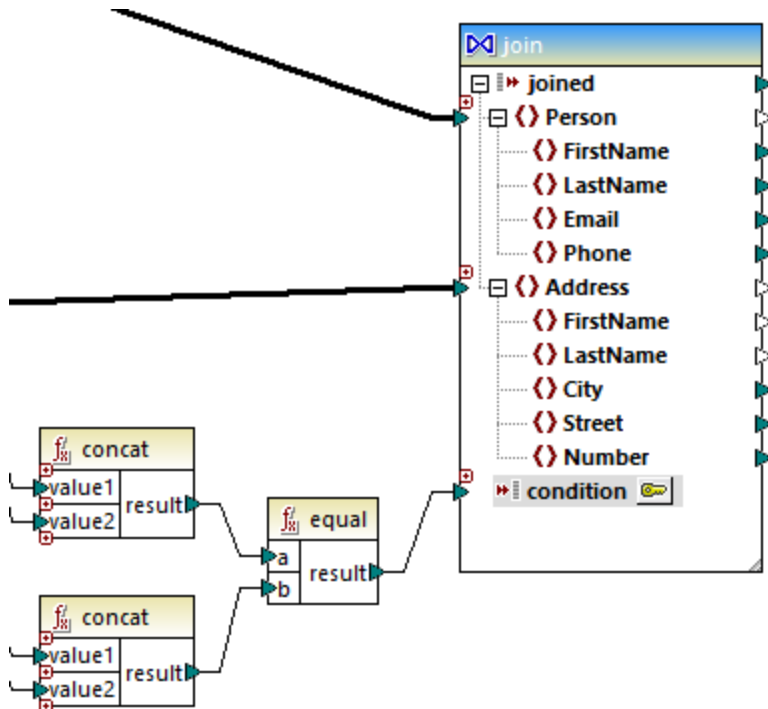 join
joined
Person
FirstName
LastName
Email
Phone
Address
FirstName
LastName
City
Street
Number
condition
concat
value1
value2
result
equal
a
b
result
concat
value1
value2
result